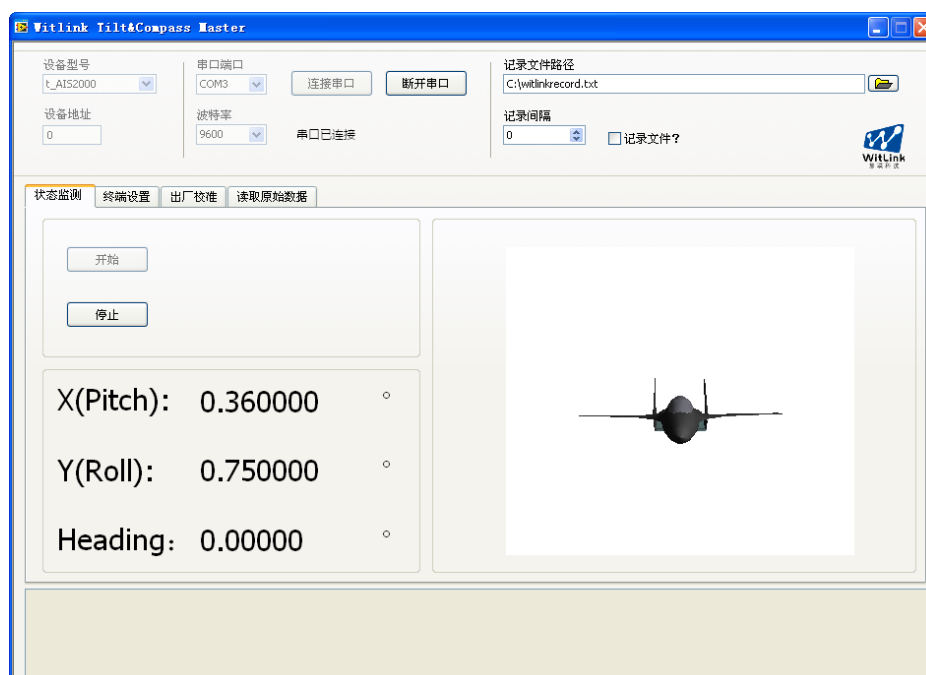 Witlink Tilt&Compass Master
设备型号
t_AIS2000
设备地址
0
串口端口
COM3
连接串口
断开串口
波特率
9600
串口已连接
记录文件路径
C:\witlinkrecord.txt
记录间隔
0
记录文件?
WitLink
状态监测
终端设置
出厂校准
读取原始数据
开始
停止
X(Pitch): 0.360000 °
Y(Roll): 0.750000 °
Heading: 0.00000 °